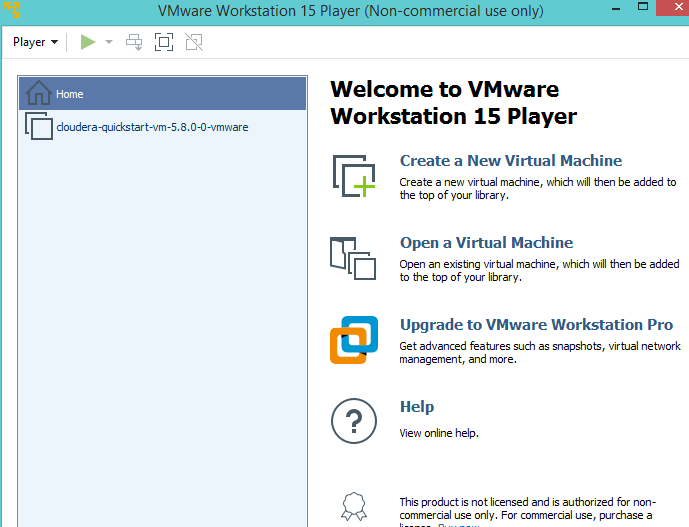 VMware Workstation 15 Player (Non-commercial use only)
Player
Home
cloudera-quickstart-vm-5.8.0-0-vmware
Welcome to VMware
Workstation 15 Player
Create a New Virtual Machine
Create a new virtual machine, which will then be added to
the top of your library.
Open a Virtual Machine
Open an existing virtual machine, which will then be added
to the top of your library.
Upgrade to VMware Workstation Pro
Get advanced features such as snapshots, virtual network
management, and more.
Help
View online help.
This product is not licensed and is authorized for non-
commercial use only. For commercial use, purchase a
license. Buy now.